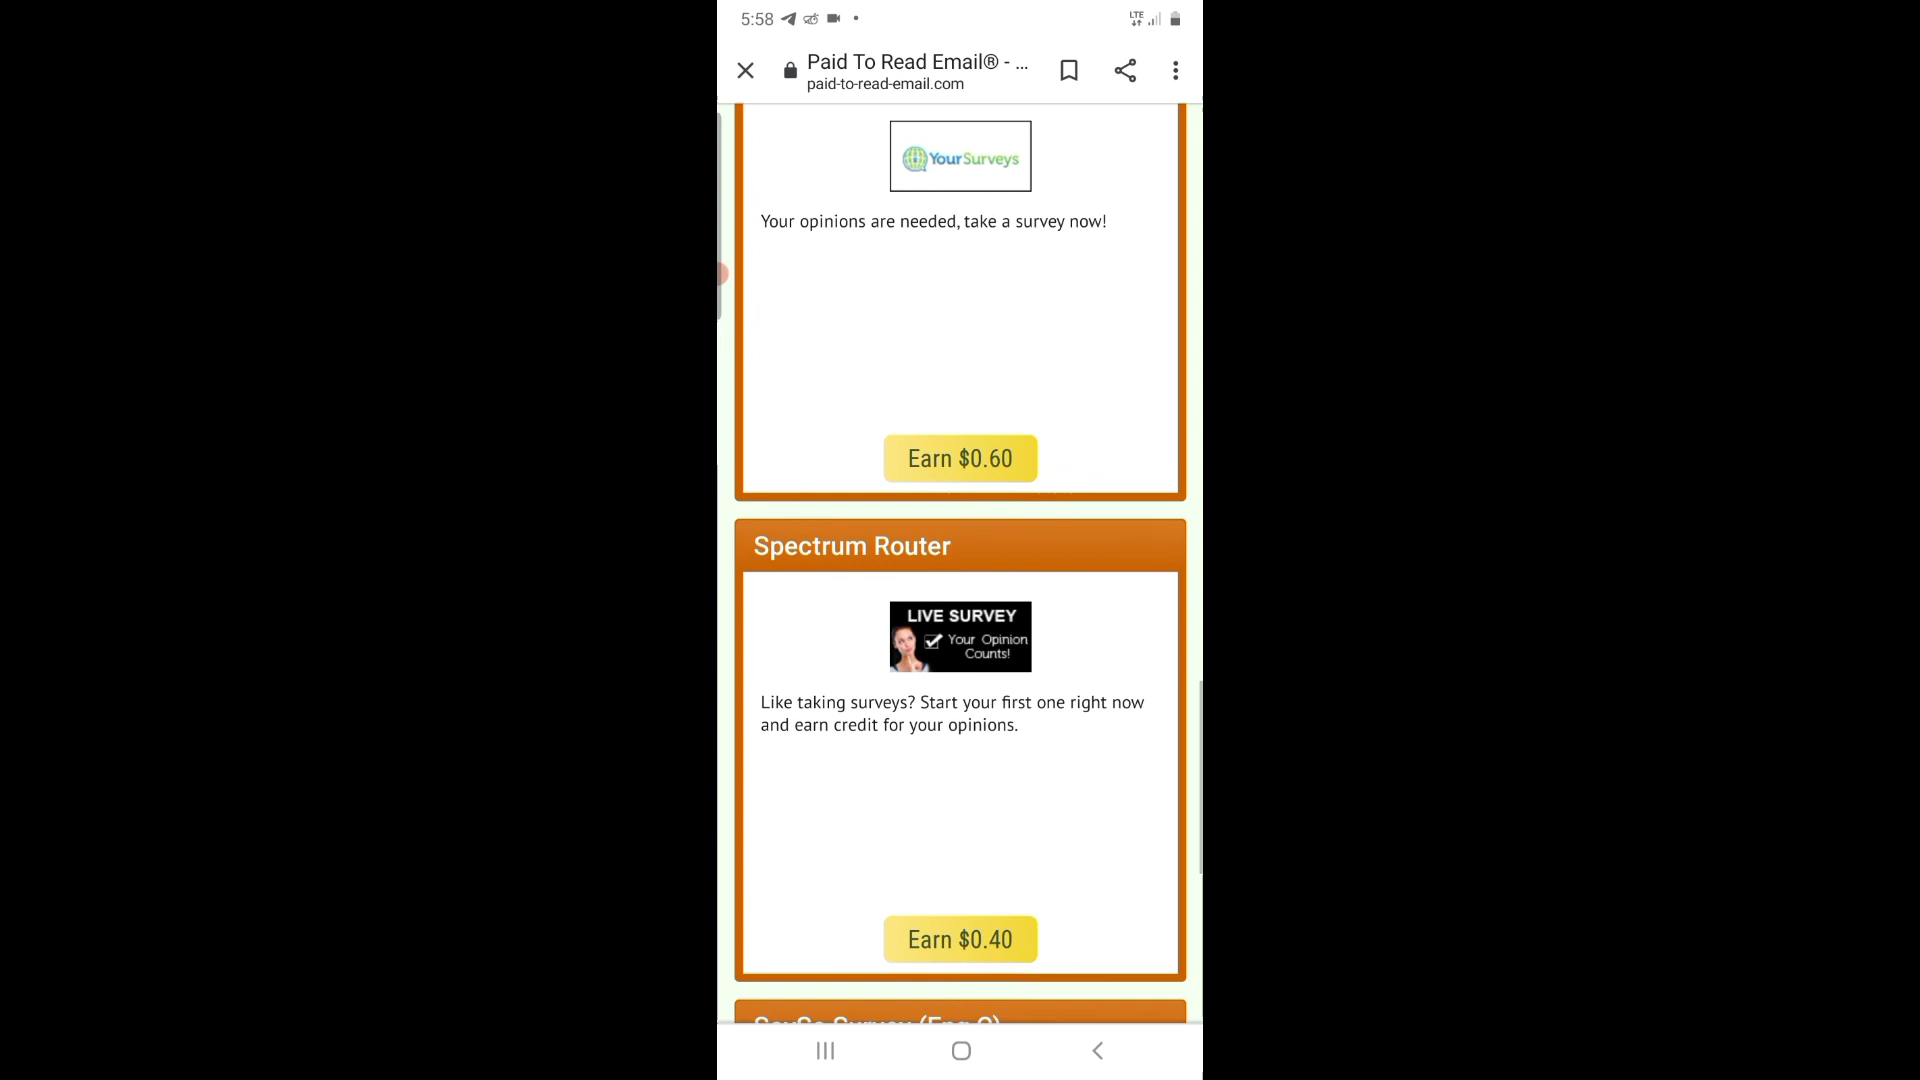 5:58
LTE
Paid To Read Email® - ...
paid-to-read-email.com
YourSurveys
Your opinions are needed, take a survey now!
Earn $0.60
Spectrum Router
LIVE SURVEY
Your Opinion
Counts!
Like taking surveys? Start your first one right now
and earn credit for your opinions.
Earn $0.40